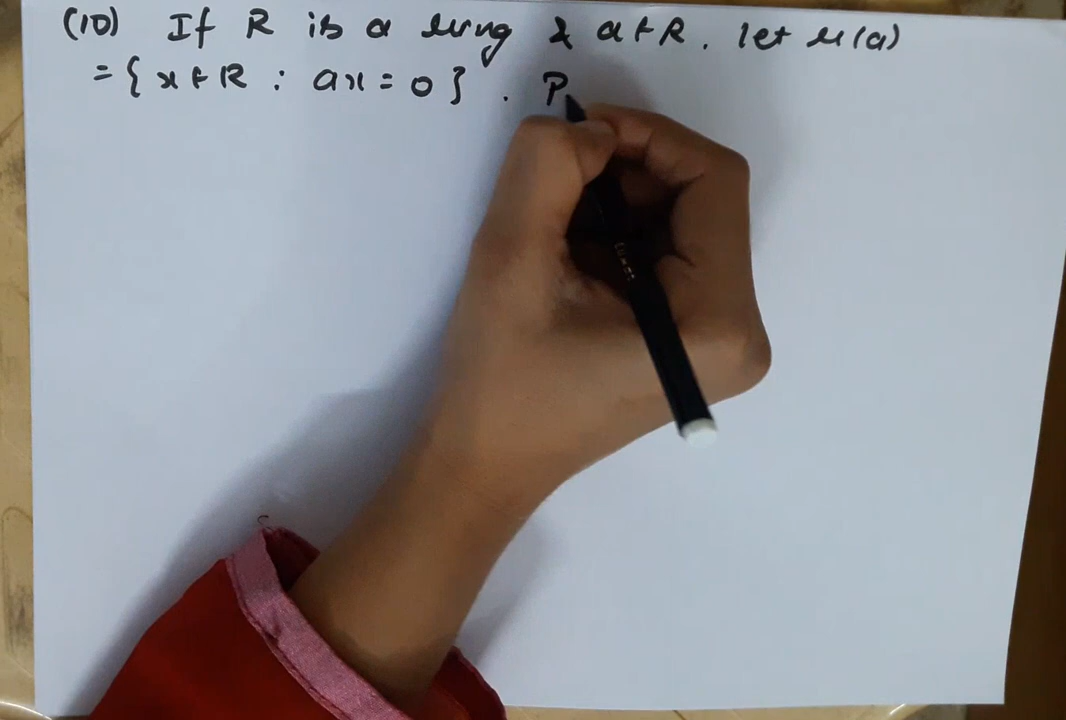 (10) If R is a ring & a ∈ R. let r(a)
= { x ∈ R : ax = 0 } . P